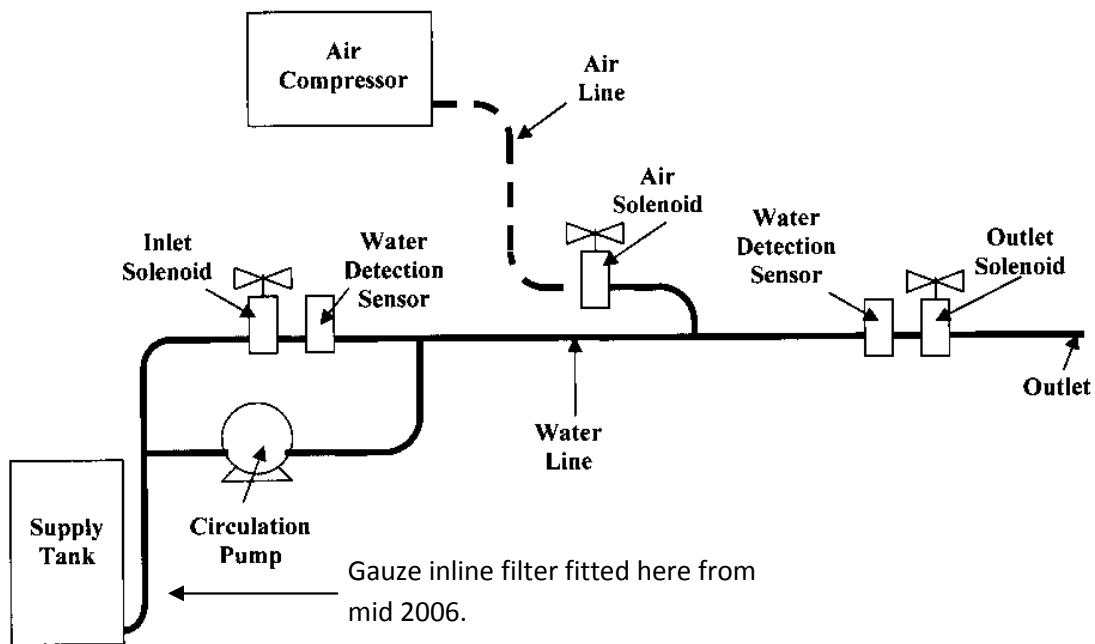 Air
Compressor
Air
Line
Air
Solenoid
Inlet
Solenoid
Water
Detection
Sensor
Water
Detection
Sensor
Outlet
Solenoid
Outlet
Water
Line
Supply
Tank
Circulation
Pump
Gauze inline filter fitted here from
mid 2006.